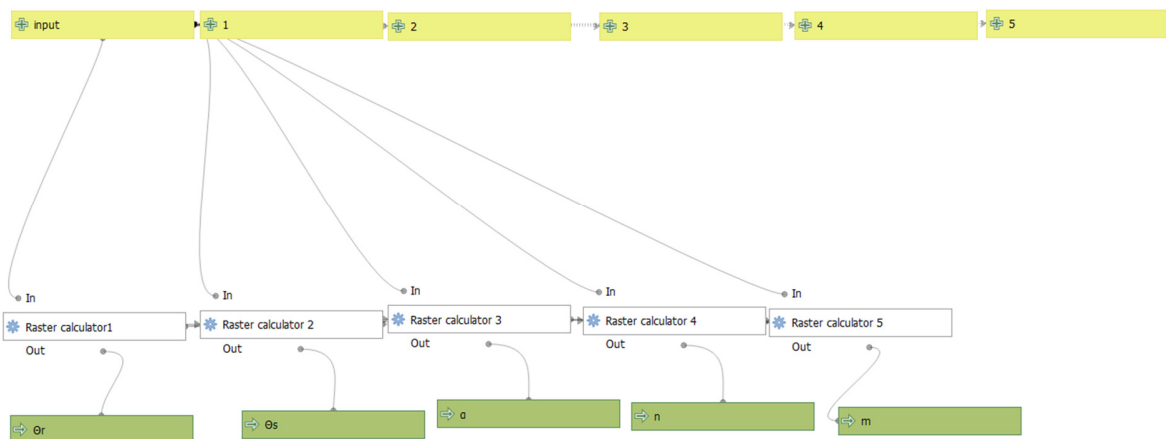 input
1
2
3
4
5
In
In
In
In
In
Raster calculator1
Raster calculator 2
Raster calculator 3
Raster calculator 4
Raster calculator 5
Out
Out
Out
Out
Out
Θr
Θs
α
n
m